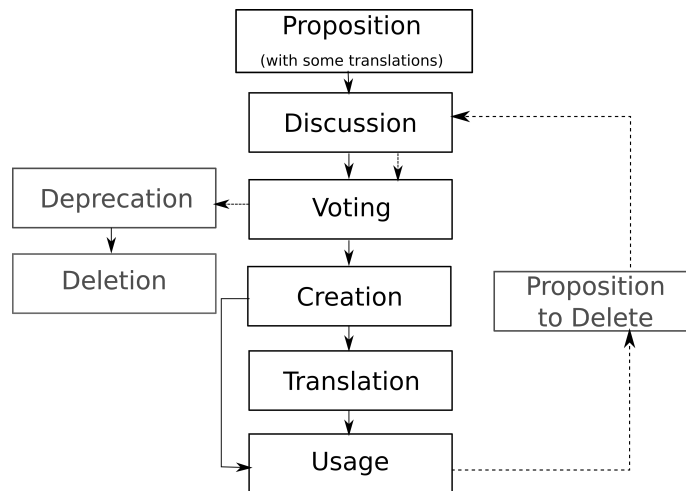 Proposition
(with some translations)
Discussion
Deprecation
Voting
Deletion
Creation
Proposition
to Delete
Translation
Usage